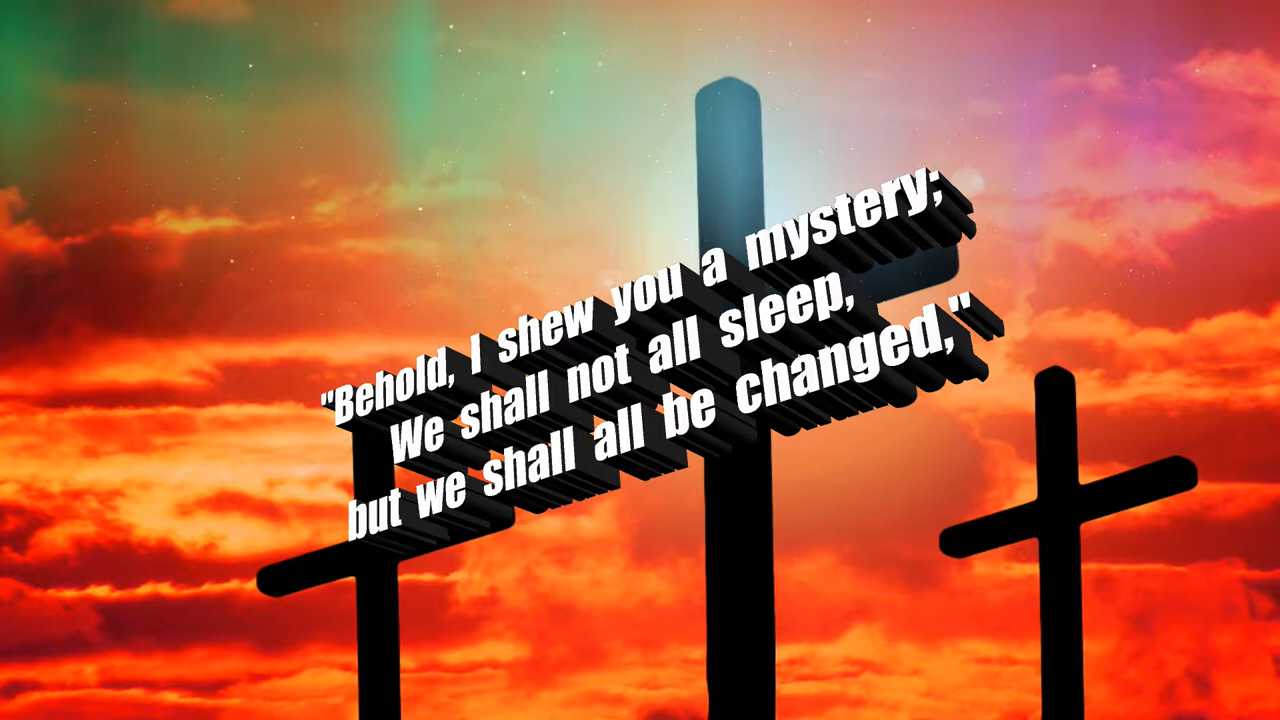 "Behold, I shew you a mystery;
We shall not all sleep,
but we shall all be changed,"